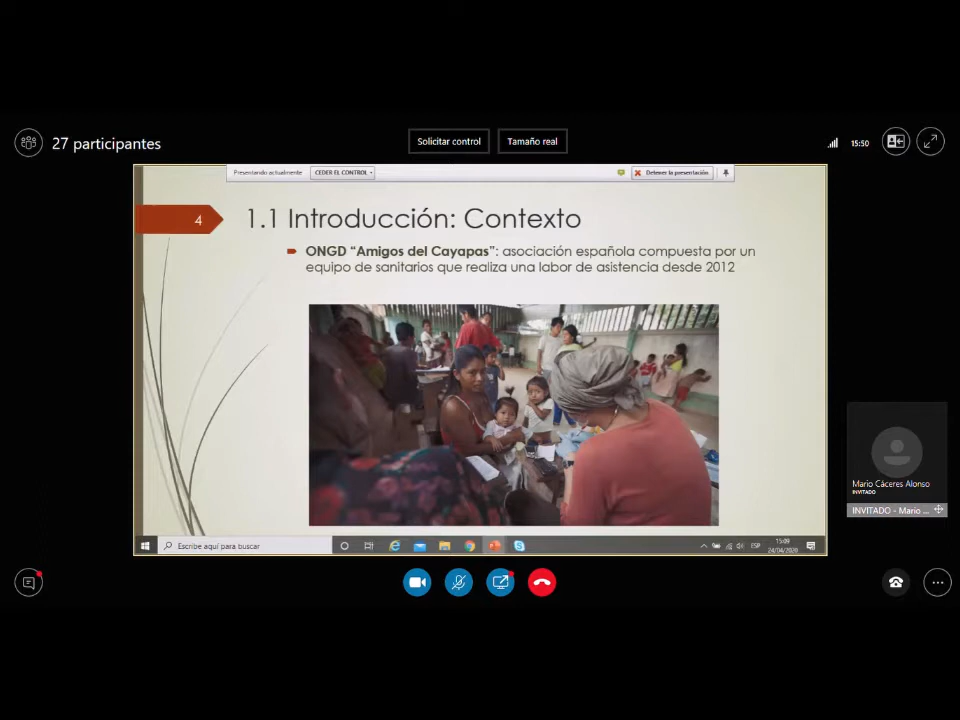 27 participantes
Solicitar control
Tamaño real
15:50
Presentando actualmente
CEDER EL CONTROL
Detener la presentación
4
1.1 Introducción: Contexto
ONGD “Amigos del Cayapas”: asociación española compuesta por un
equipo de sanitarios que realiza una labor de asistencia desde 2012
Mario Cáceres Alonso
INVITADO
INVITADO - Mario ...
Escribe aquí para buscar
ESP
15:09
24/04/2020